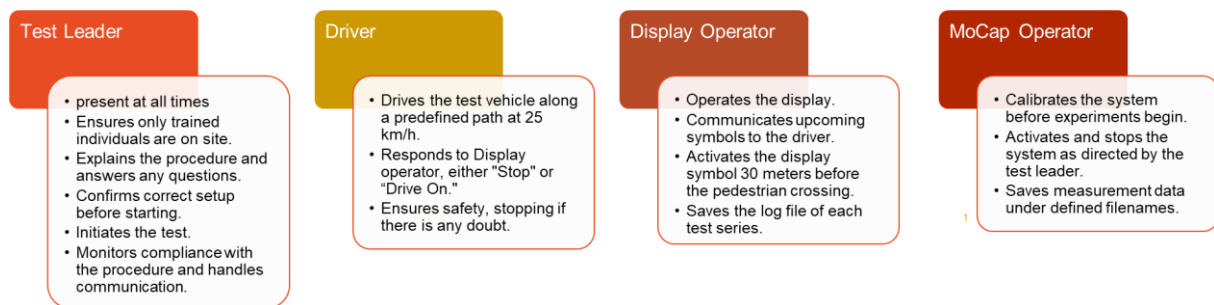 Test Leader
• present at all times
• Ensures only trained
individuals are on site.
• Explains the procedure and
answers any questions.
• Confirms correct setup
before starting.
• Initiates the test.
• Monitors compliance with
the procedure and handles
communication.
Driver
• Drives the test vehicle along
a predefined path at 25
km/h.
• Responds to Display
operator, either "Stop" or
“Drive On."
• Ensures safety, stopping if
there is any doubt.
Display Operator
• Operates the display.
• Communicates upcoming
symbols to the driver.
• Activates the display
symbol 30 meters before
the pedestrian crossing.
• Saves the log file of each
test series.
MoCap Operator
• Calibrates the system
before experiments begin.
• Activates and stops the
system as directed by the
test leader.
• Saves measurement data
under defined filenames.
1